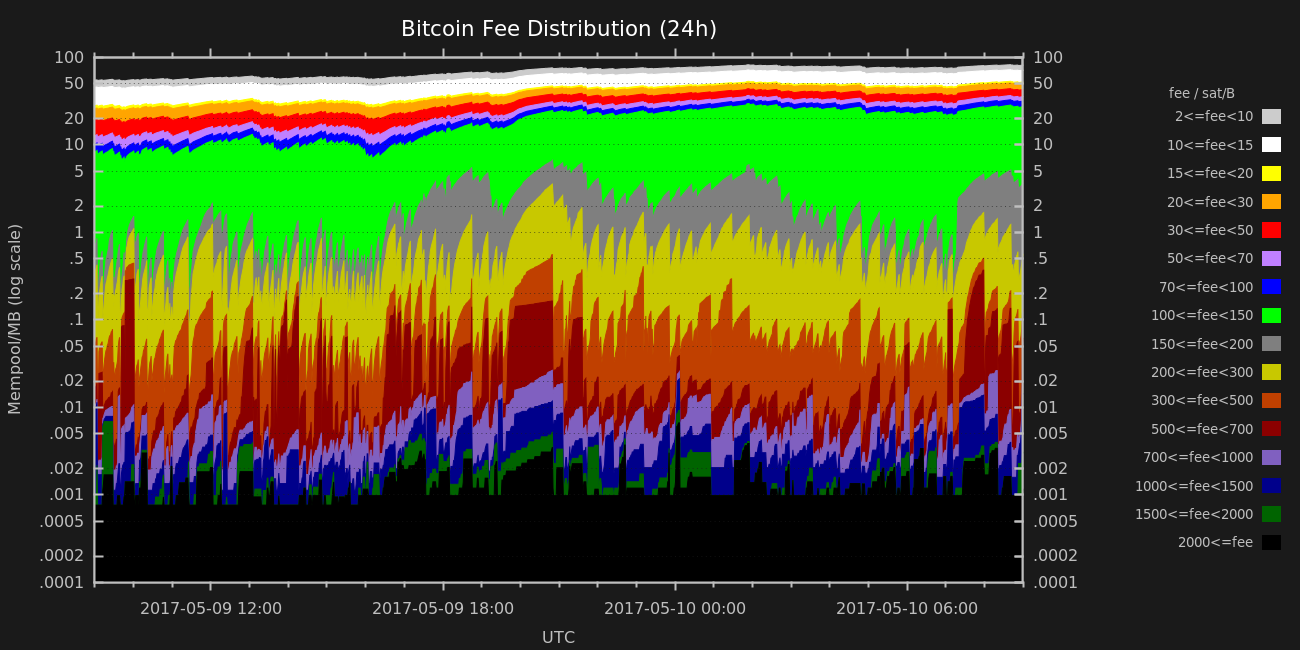 Bitcoin Fee Distribution (24h)
100
50
20
10
5
2
1
.5
.2
.1
.05
.02
.01
.005
.002
.001
.0005
.0002
.0001
Mempool/MB (log scale)
100
50
20
10
5
2
1
.5
.2
.1
.05
.02
.01
.005
.002
.001
.0005
.0002
.0001
2017-05-09 12:00
2017-05-09 18:00
2017-05-10 00:00
2017-05-10 06:00
UTC
fee / sat/B
2<=fee<10
10<=fee<15
15<=fee<20
20<=fee<30
30<=fee<50
50<=fee<70
70<=fee<100
100<=fee<150
150<=fee<200
200<=fee<300
300<=fee<500
500<=fee<700
700<=fee<1000
1000<=fee<1500
1500<=fee<2000
2000<=fee